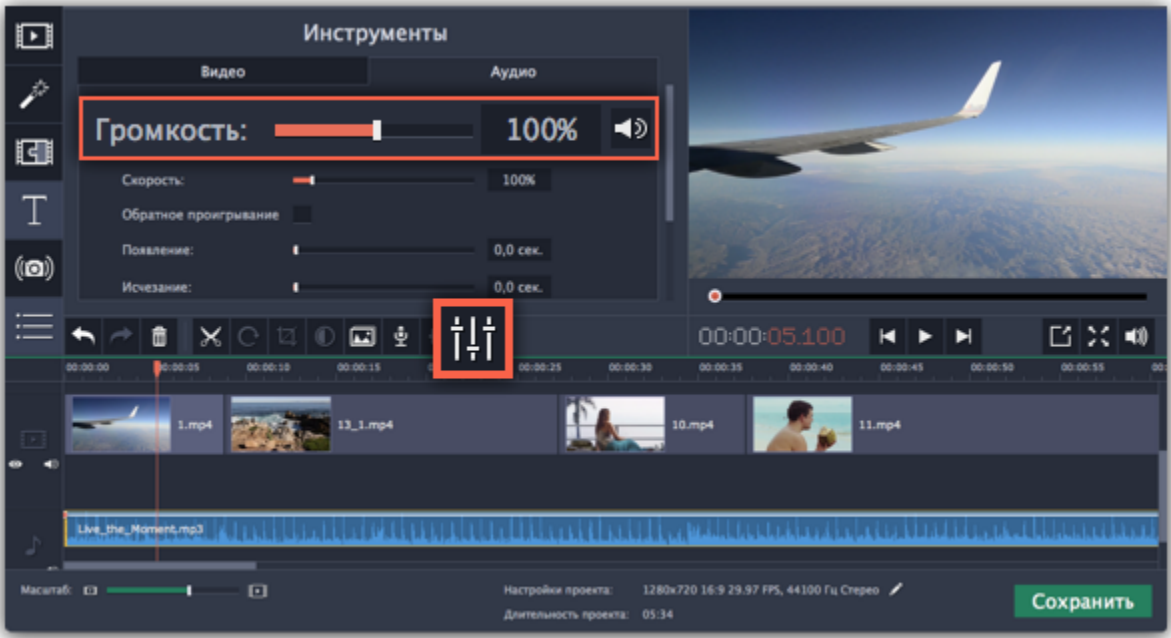 Инструменты
Видео
Аудио
Громкость: 100%
Скорость: 100%
Обратное проигрывание
Появление: 0,0 сек.
Исчезание: 0,0 сек.
T
00:00:05.100
00:00:00 00:00:05 00:00:10 00:00:15 00:00:25 00:00:30 00:00:35 00:00:40 00:00:45 00:00:50 00:00:55
1.mp4 13_1.mp4 10.mp4 11.mp4
Live_the_Moment.mp3
Масштаб:
Настройки проекта: 1280x720 16:9 29.97 FPS, 44100 Гц Стерео
Длительность проекта: 05:34
Сохранить